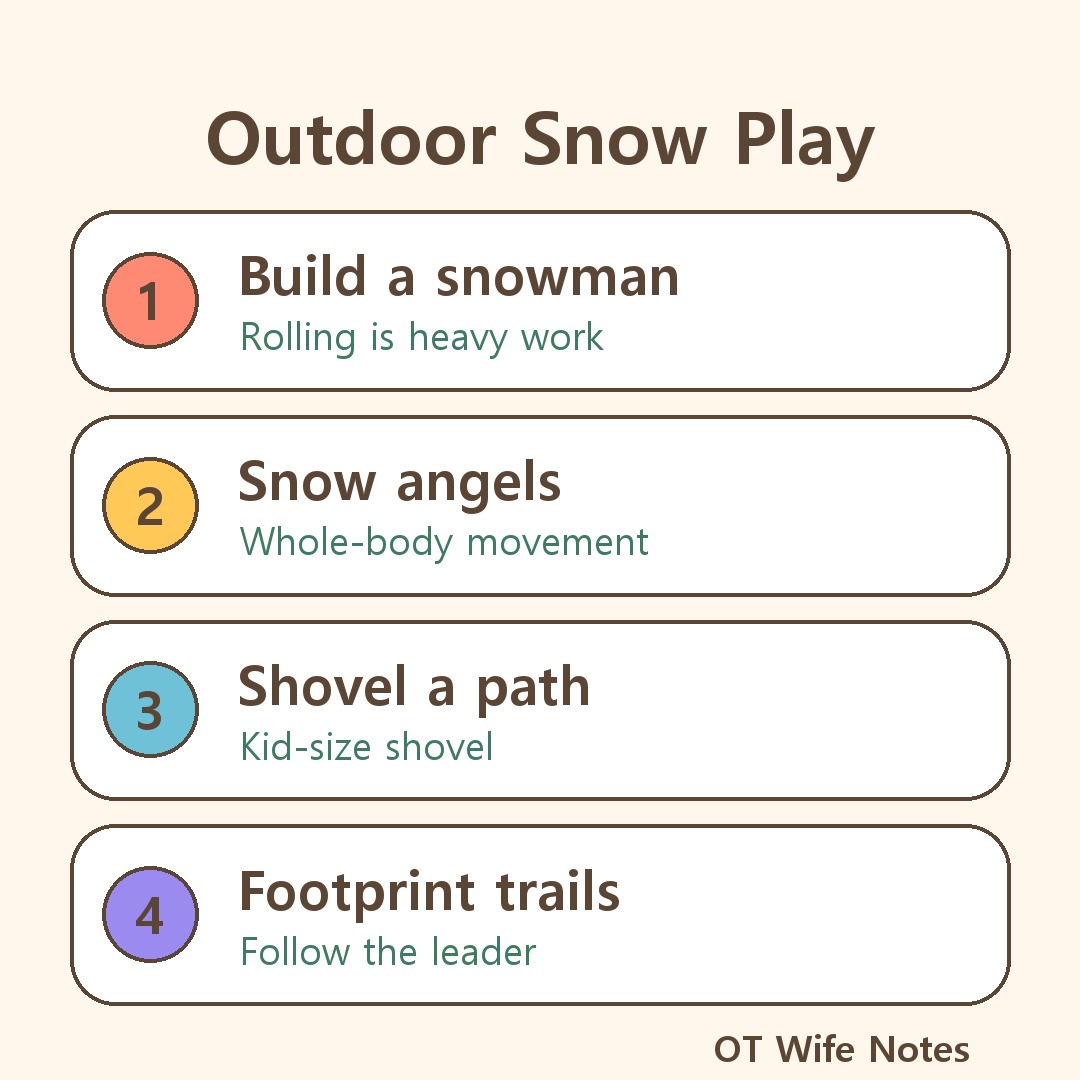 Outdoor Snow Play
1
Build a snowman
Rolling is heavy work
2
Snow angels
Whole-body movement
3
Shovel a path
Kid-size shovel
4
Footprint trails
Follow the leader
OT Wife Notes